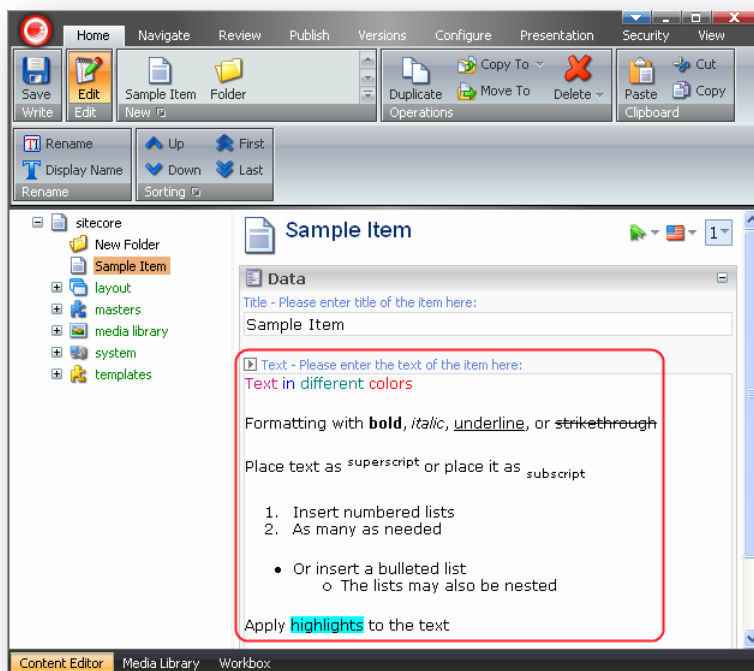 Home Navigate Review Publish Versions Configure Presentation Security View
Save Edit Sample Item Folder Duplicate Copy To Move To Delete Paste Cut Copy
Write Edit New Operations Clipboard
Rename Up First
Display Name Down Last
Rename Sorting
sitecore
New Folder
Sample Item
layout
masters
media library
system
templates
Sample Item
1
Data
Title - Please enter title of the item here:
Sample Item
Text - Please enter the text of the item here:
Text in different colors
Formatting with bold, italic, underline, or strikethrough
Place text as superscript or place it as subscript
1. Insert numbered lists
2. As many as needed
• Or insert a bulleted list
o The lists may also be nested
Apply highlights to the text
Content Editor Media Library Workbox